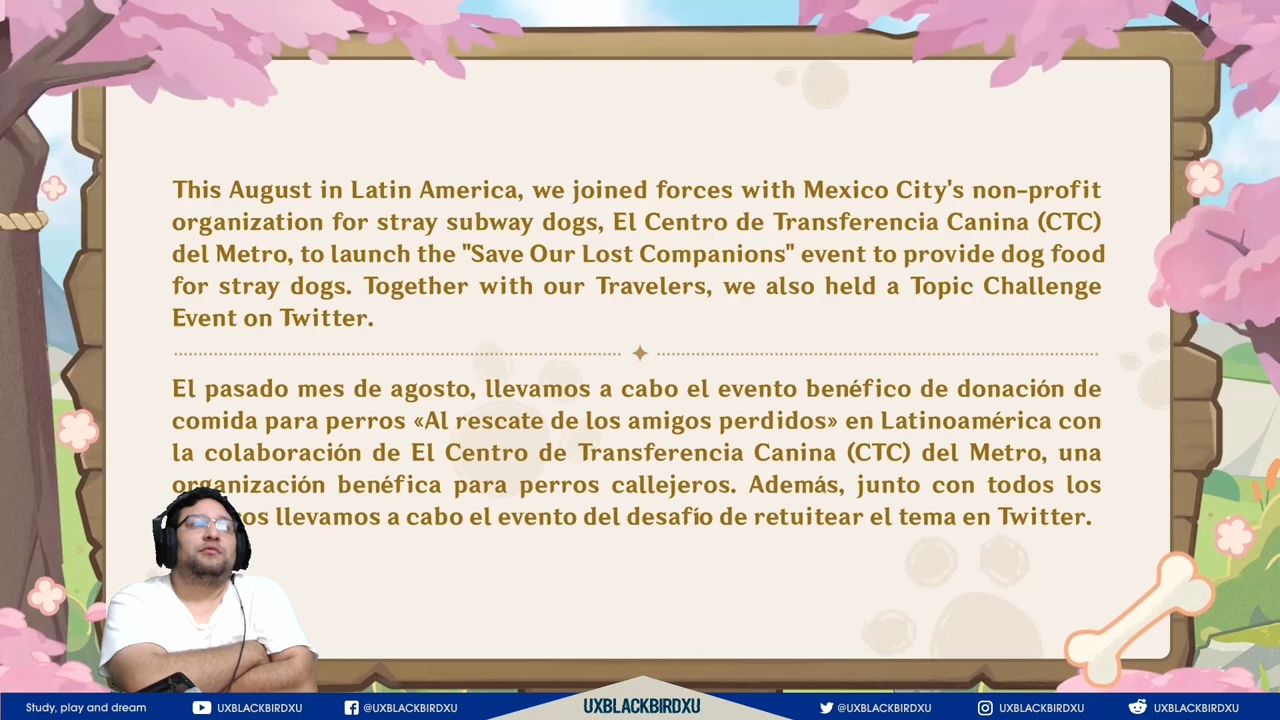 This August in Latin America, we joined forces with Mexico City's non-profit
organization for stray subway dogs, El Centro de Transferencia Canina (CTC)
del Metro, to launch the "Save Our Lost Companions" event to provide dog food
for stray dogs. Together with our Travelers, we also held a Topic Challenge
Event on Twitter.
El pasado mes de agosto, llevamos a cabo el evento benéfico de donación de
comida para perros «Al rescate de los amigos perdidos» en Latinoamérica con
la colaboración de El Centro de Transferencia Canina (CTC) del Metro, una
organización benéfica para perros callejeros. Además, junto con todos los
llevamos a cabo el evento del desafío de retuitear el tema en Twitter.
Study, play and dream UXBLACKBIRDXU @UXBLACKBIRDXU UXBLACKBIRDXU @UXBLACKBIRDXU UXBLACKBIRDXU UXBLACKBIRDXU